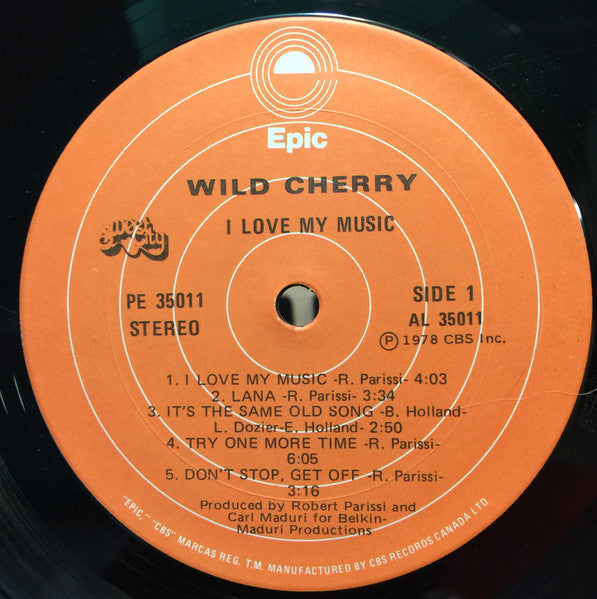 Epic
WILD CHERRY
I LOVE MY MUSIC
Sweet City
PE 35011
STEREO
SIDE 1
AL 35011
Ⓟ 1978 CBS Inc.
1. I LOVE MY MUSIC -R. Parissi- 4:03
2. LANA -R. Parissi- 3:34
3. IT'S THE SAME OLD SONG -B. Holland-
L. Dozier-E. Holland- 2:50
4. TRY ONE MORE TIME -R. Parissi-
6:05
5. DON'T STOP, GET OFF -R. Parissi-
3:16
Produced by Robert Parissi and
Carl Maduri for Belkin-
Maduri Productions
"EPIC," "CBS" MARCAS REG. T.M. MANUFACTURED BY CBS RECORDS CANADA LTD.